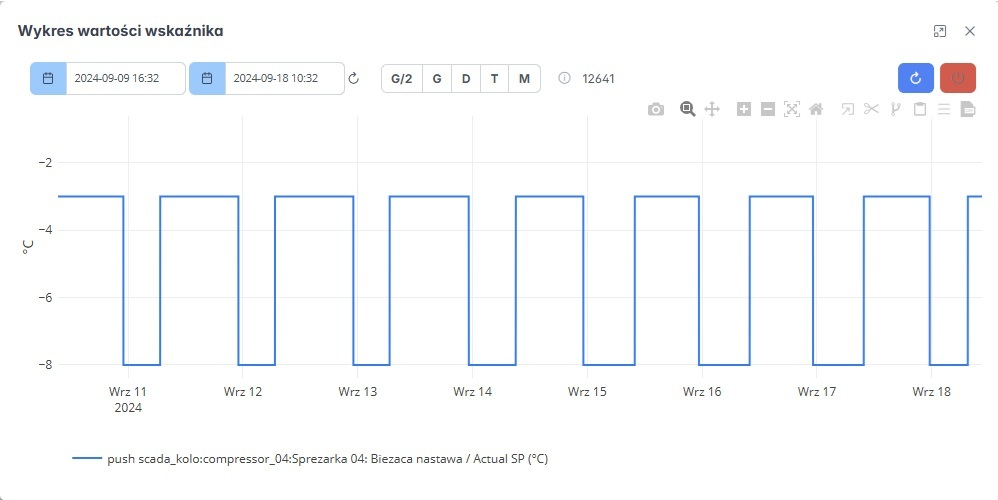 Wykres wartości wskaźnika
2024-09-09 16:32
2024-09-18 10:32
G/2 G D T M
12641
−2
−4
°C
−6
−8
Wrz 11 Wrz 12 Wrz 13 Wrz 14 Wrz 15 Wrz 16 Wrz 17 Wrz 18
2024
push scada_kolo:compressor_04:Sprezarka 04: Biezaca nastawa / Actual SP (°C)